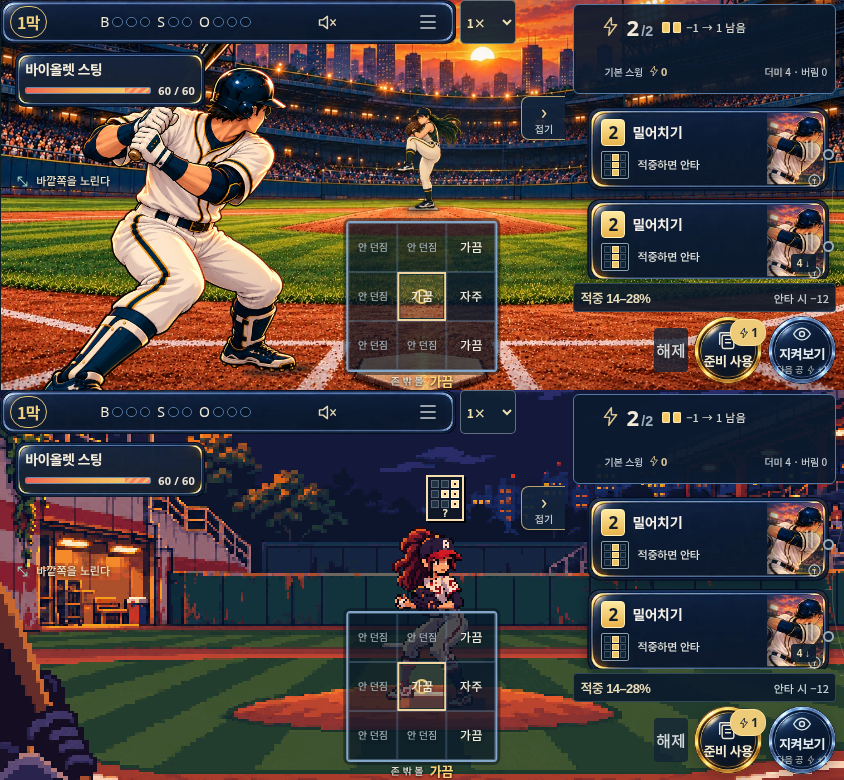 1막
B○○○ S○○ O○○○
1×
2/2 −1 → 1 남음
기본 스윙 0
더미 4 · 버림 0
바이올렛 스팅
60 / 60
접기
바깥쪽을 노린다
2 밀어치기
적중하면 안타
2 밀어치기
적중하면 안타
4↓
안 던짐 안 던짐 가끔
안 던짐 가끔 자주
안 던짐 안 던짐 가끔
존 밖 볼 가끔
적중 14–28%
안타 시 −12
해제
준비 사용
1
지켜보기
1막
B○○○ S○○ O○○○
1×
2/2 −1 → 1 남음
기본 스윙 0
더미 4 · 버림 0
바이올렛 스팅
60 / 60
?
접기
바깥쪽을 노린다
2 밀어치기
적중하면 안타
2 밀어치기
적중하면 안타
4↓
안 던짐 안 던짐 가끔
안 던짐 가끔 자주
안 던짐 안 던짐 가끔
존 밖 볼 가끔
적중 14–28%
안타 시 −12
해제
준비 사용
1
지켜보기